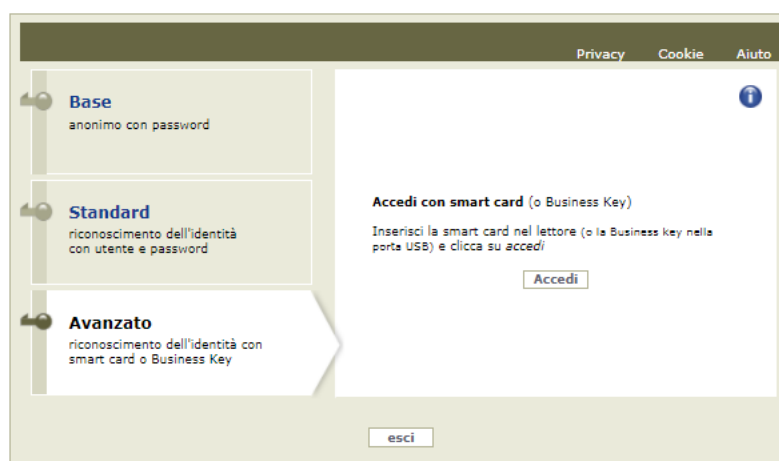 Privacy Cookie Aiuto
Base
anonimo con password
Standard
riconoscimento dell'identità
con utente e password
Avanzato
riconoscimento dell'identità con
smart card o Business Key
Accedi con smart card (o Business Key)
Inserisci la smart card nel lettore (o la Business key nella
porta USB) e clicca su accedi
Accedi
esci